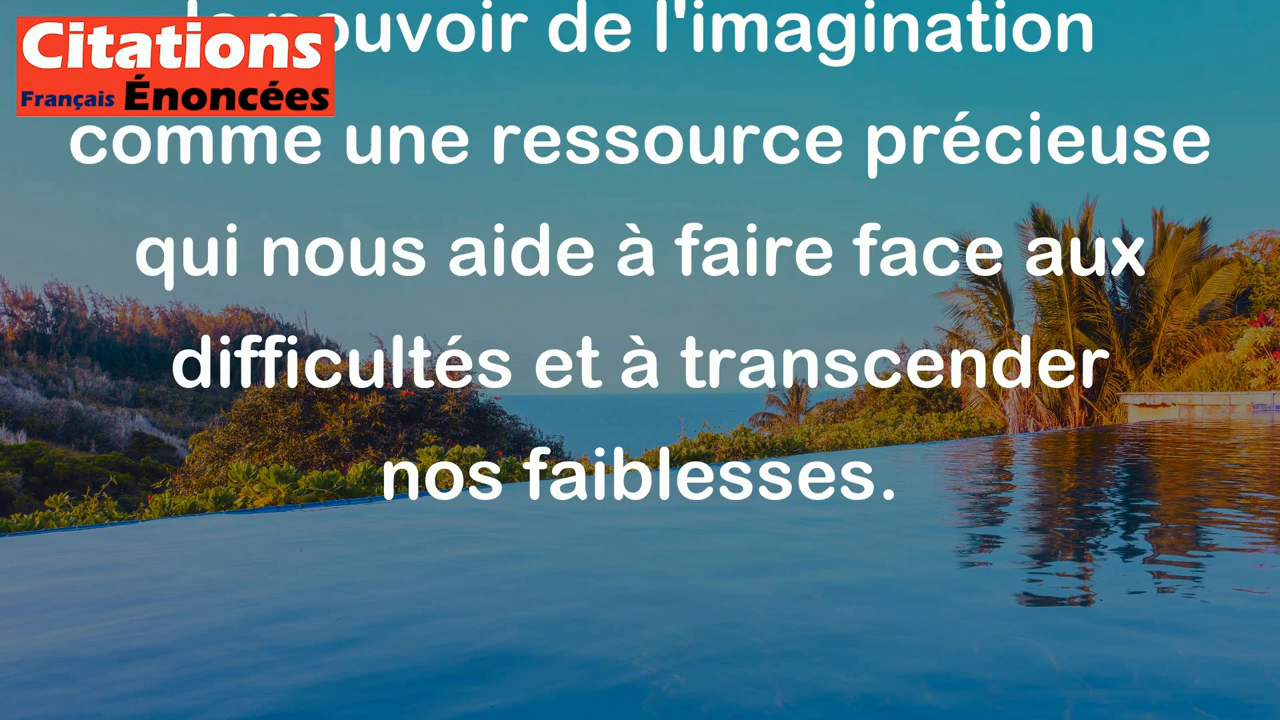 Citations
Français Énoncées
pouvoir de l'imagination
comme une ressource précieuse
qui nous aide à faire face aux
difficultés et à transcender
nos faiblesses.